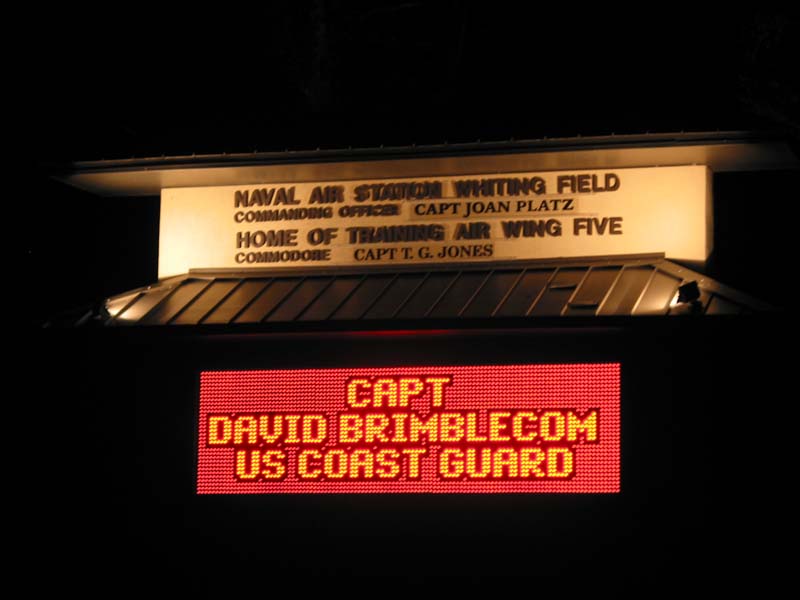 NAVAL AIR STATION WHITING FIELD
COMMANDING OFFICER CAPT JOAN PLATZ
HOME OF TRAINING AIR WING FIVE
COMMODORE CAPT T. G. JONES
CAPT
DAVID BRIMBLECOM
US COAST GUARD